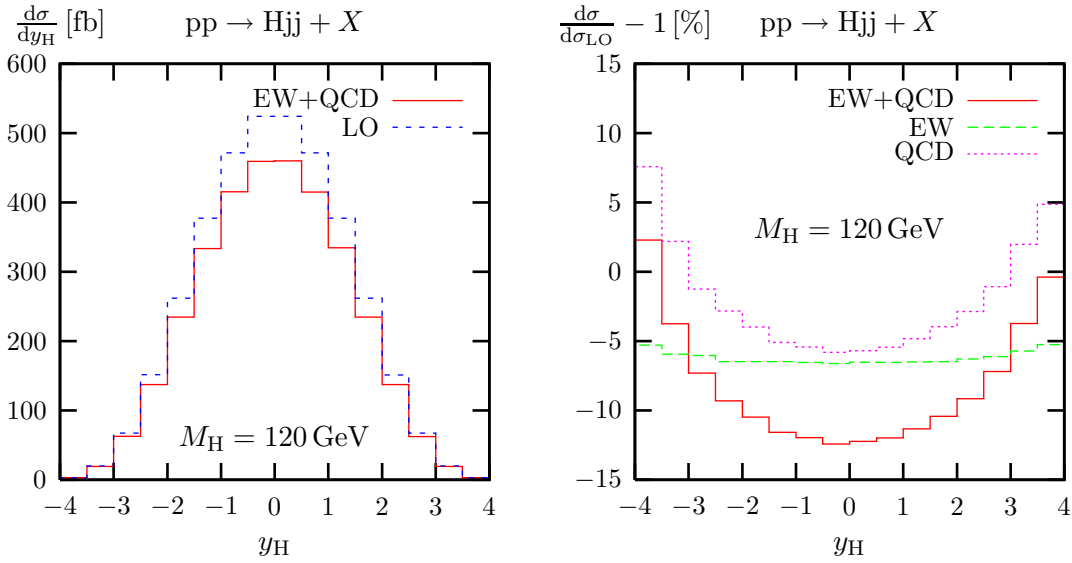 dσ/dy_H [fb] pp → Hjj + X
600
500
400
300
200
100
0
EW+QCD
LO
M_H = 120 GeV
−4 −3 −2 −1 0 1 2 3 4
y_H
dσ/dσ_LO − 1 [%] pp → Hjj + X
15
10
5
0
−5
−10
−15
EW+QCD
EW
QCD
M_H = 120 GeV
−4 −3 −2 −1 0 1 2 3 4
y_H